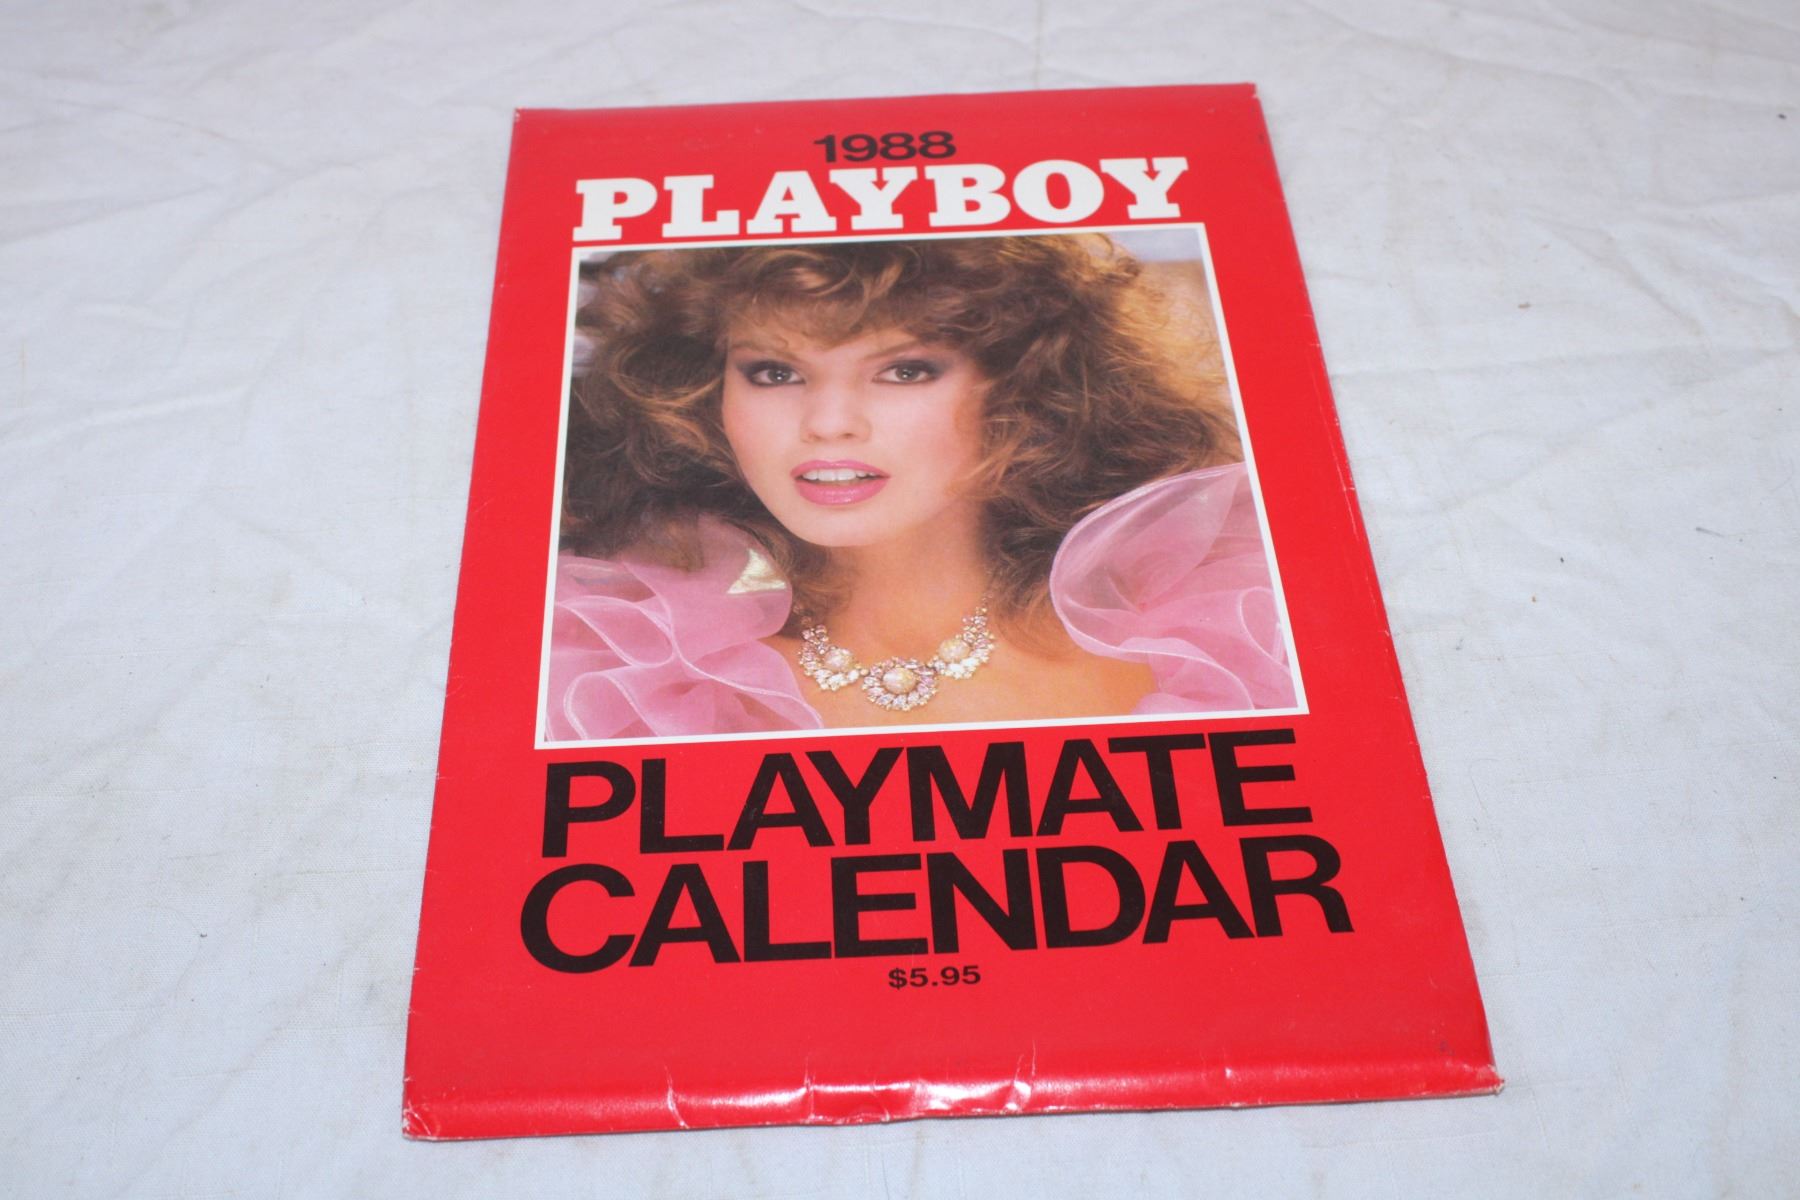 1988
PLAYBOY
PLAYMATE
CALENDAR
$5.95